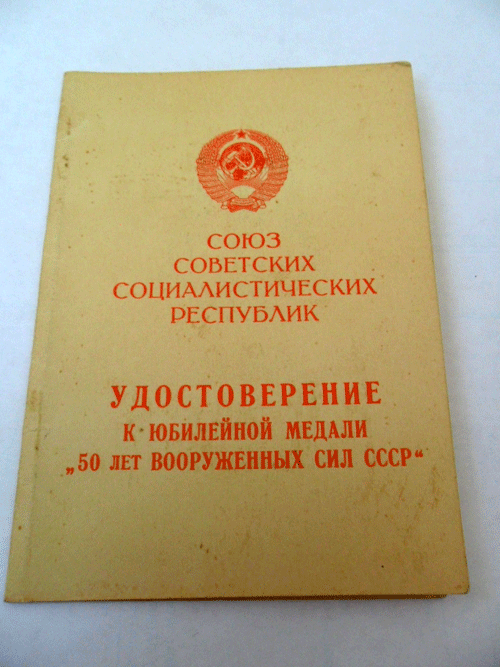 СОЮЗ
СОВЕТСКИХ
СОЦИАЛИСТИЧЕСКИХ
РЕСПУБЛИК
УДОСТОВЕРЕНИЕ
К ЮБИЛЕЙНОЙ МЕДАЛИ
„50 ЛЕТ ВООРУЖЕННЫХ СИЛ СССР“